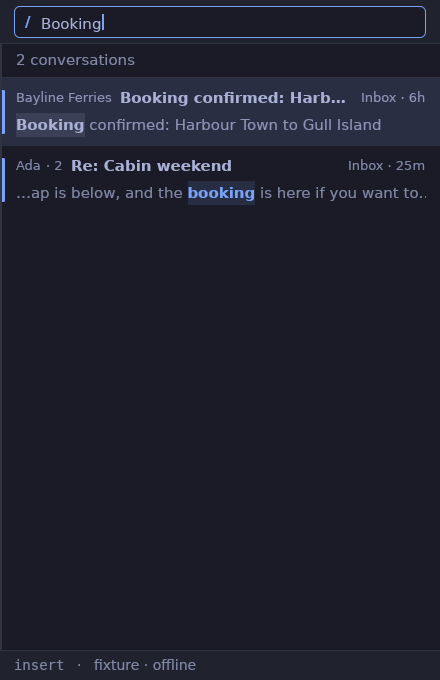 / Booking
2 conversations
Bayline Ferries Booking confirmed: Harb… Inbox · 6h
Booking confirmed: Harbour Town to Gull Island
Ada · 2 Re: Cabin weekend Inbox · 25m
…ap is below, and the booking is here if you want to..
insert · fixture · offline